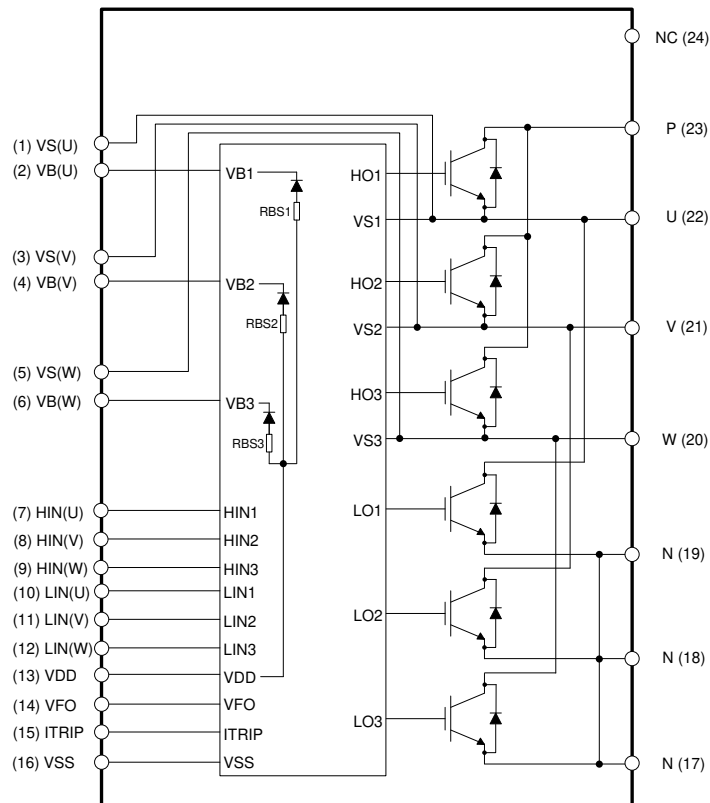 NC (24)
P (23)
(1) VS(U)
(2) VB(U)
VB1
HO1
RBS1
VS1
U (22)
(3) VS(V)
(4) VB(V)
VB2
HO2
RBS2
VS2
V (21)
(5) VS(W)
(6) VB(W)
VB3
HO3
RBS3
VS3
W (20)
(7) HIN(U)
HIN1
LO1
(8) HIN(V)
HIN2
N (19)
(9) HIN(W)
HIN3
(10) LIN(U)
LIN1
(11) LIN(V)
LIN2
LO2
(12) LIN(W)
LIN3
N (18)
(13) VDD
VDD
(14) VFO
VFO
LO3
(15) ITRIP
ITRIP
(16) VSS
VSS
N (17)